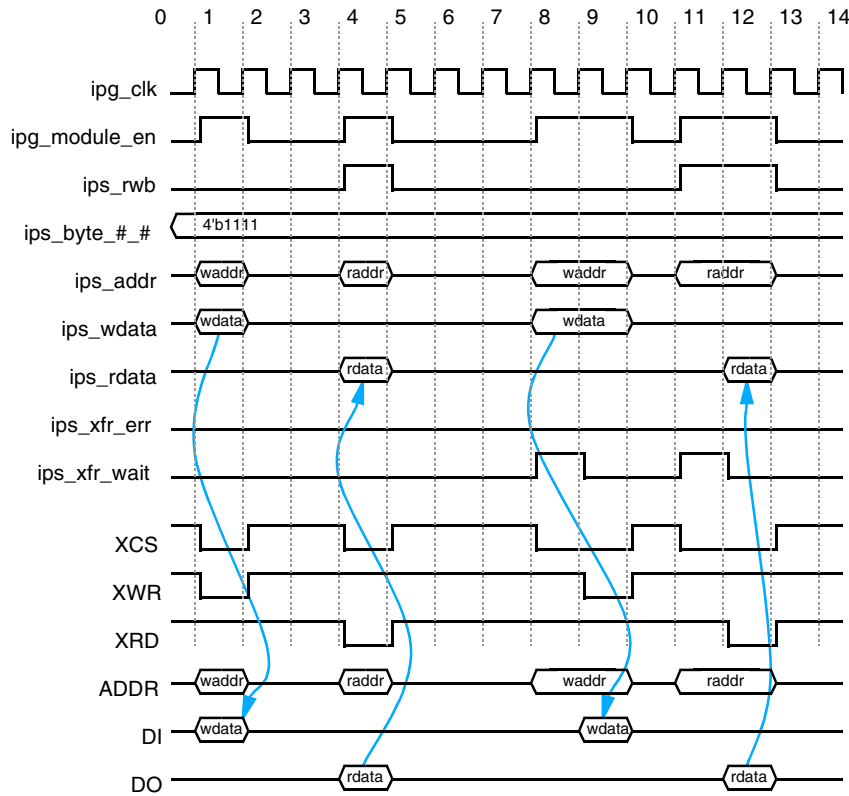 0 1 2 3 4 5 6 7 8 9 10 11 12 13 14
ipg_clk
ipg_module_en
ips_rwb
ips_byte_#_# 4'b1111
ips_addr waddr raddr waddr raddr
ips_wdata wdata wdata
ips_rdata rdata rdata
ips_xfr_err
ips_xfr_wait
XCS
XWR
XRD
ADDR waddr raddr waddr raddr
DI wdata wdata
DO rdata rdata